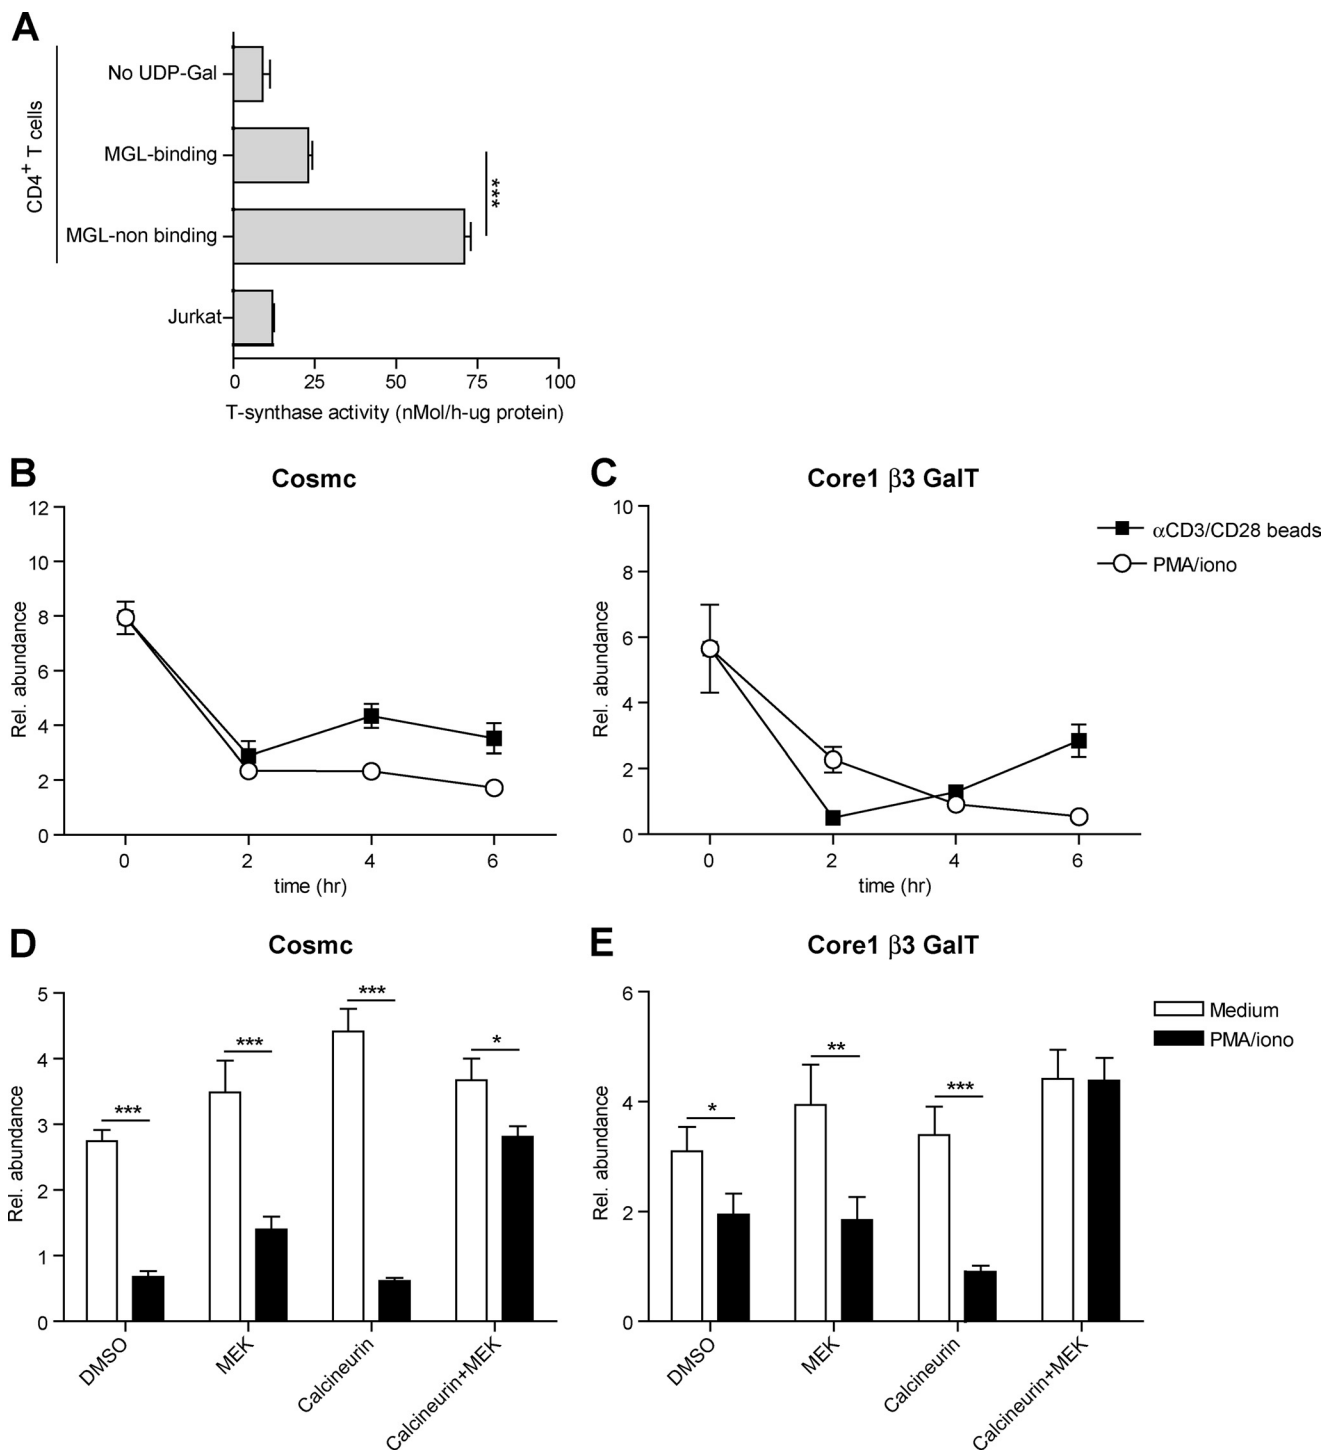 A
CD4+ T cells
No UDP-Gal
MGL-binding
MGL-non binding
Jurkat
***
0 25 50 75 100
T-synthase activity (nMol/h-ug protein)
B
Cosmc
Rel. abundance
12
10
8
6
4
2
0
0 2 4 6
time (hr)
C
Core1 β3 GalT
Rel. abundance
10
8
6
4
2
0
0 2 4 6
time (hr)
αCD3/CD28 beads
PMA/iono
D
Cosmc
Rel. abundance
5
4
3
2
1
0
*** *** *** *
DMSO
MEK
Calcineurin
Calcineurin+MEK
E
Core1 β3 GalT
Rel. abundance
6
4
2
0
* ** ***
DMSO
MEK
Calcineurin
Calcineurin+MEK
Medium
PMA/iono